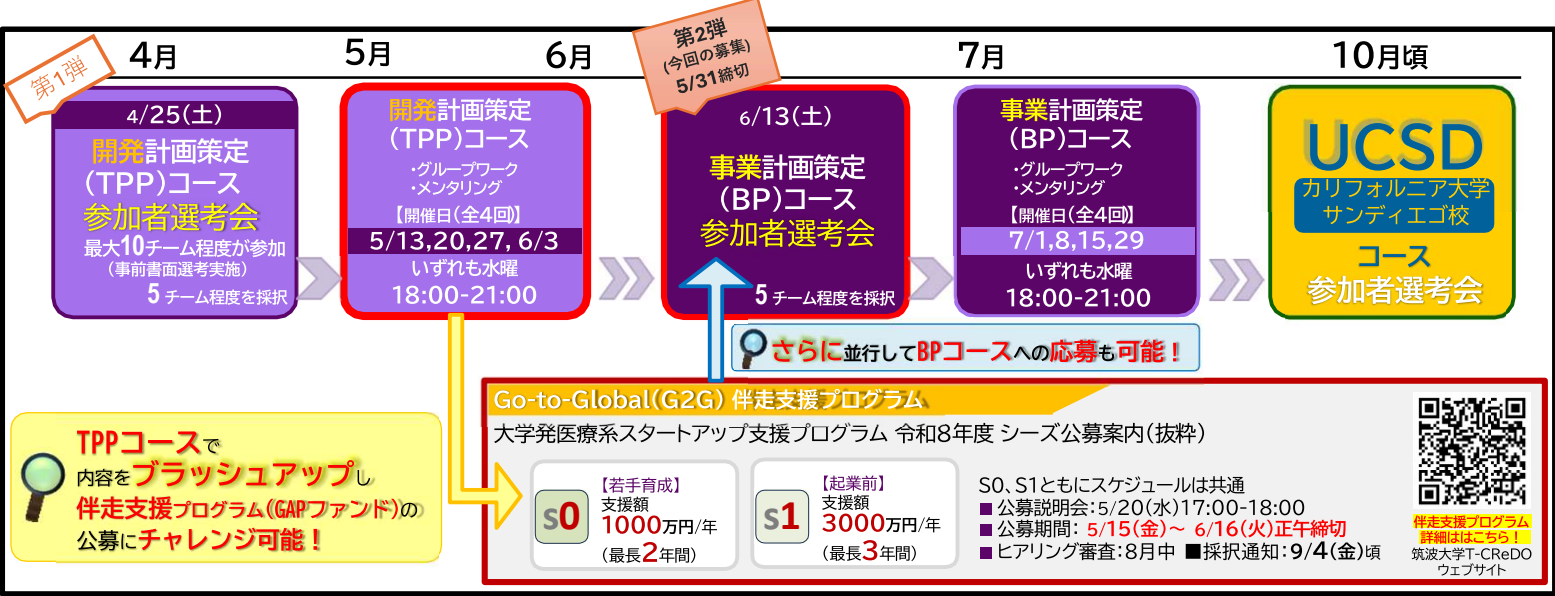 第1弾
4月
5月
6月
第2弾
(今回の募集)
5/31締切
7月
10月頃
4/25(土)
開発計画策定
(TPP)コース
参加者選考会
最大10チーム程度が参加
(事前書面選考実施)
5 チーム程度を採択
開発計画策定
(TPP)コース
・グループワーク
・メンタリング
【開催日(全4回)】
5/13,20,27, 6/3
いずれも水曜
18:00-21:00
6/13(土)
事業計画策定
(BP)コース
参加者選考会
5 チーム程度を採択
事業計画策定
(BP)コース
・グループワーク
・メンタリング
【開催日(全4回)】
7/1,8,15,29
いずれも水曜
18:00-21:00
UCSD
カリフォルニア大学
サンディエゴ校
コース
参加者選考会
さらに並行してBPコースへの応募も可能!
TPPコースで
内容をブラッシュアップし
伴走支援プログラム(GAPファンド)の
公募にチャレンジ可能!
Go-to-Global(G2G) 伴走支援プログラム
大学発医療系スタートアップ支援プログラム 令和8年度 シーズ公募案内(抜粋)
S0
【若手育成】
支援額
1000万円/年
(最長2年間)
S1
【起業前】
支援額
3000万円/年
(最長3年間)
S0、S1ともにスケジュールは共通
■公募説明会:5/20(水)17:00-18:00
■公募期間: 5/15(金)~ 6/16(火)正午締切
■ヒアリング審査:8月中 ■採択通知:9/4(金)頃
伴走支援プログラム
詳細ははこちら!
筑波大学T-CReDO
ウェブサイト